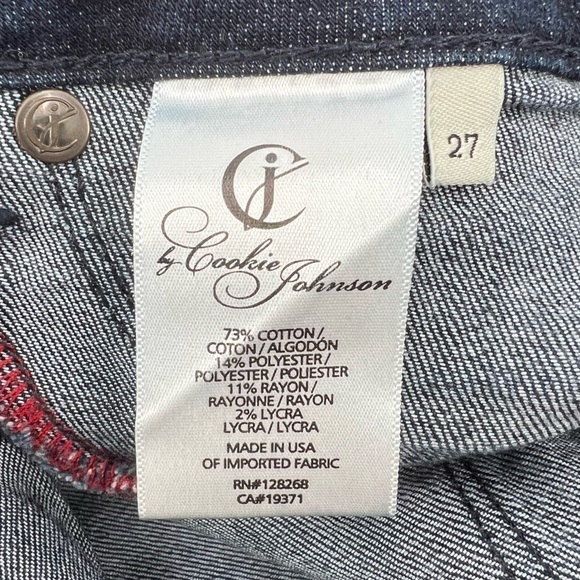 CJ
by Cookie Johnson
73% COTTON /
COTON / ALGODÓN
14% POLYESTER /
POLYESTER / POLIESTER
11% RAYON /
RAYONNE / RAYON
2% LYCRA
LYCRA / LYCRA
MADE IN USA
OF IMPORTED FABRIC
RN#128268
CA#19371
27
CJ